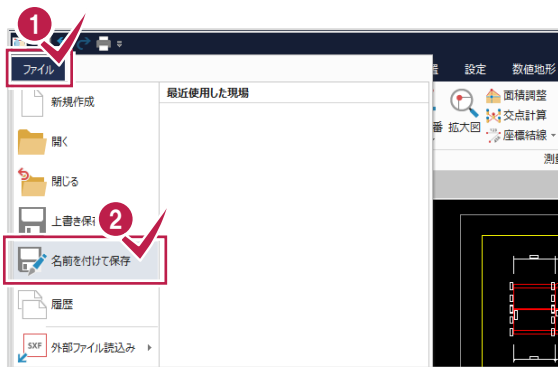 1
ファイル
設定
数値地形
新規作成
最近使用した現場
開く
閉じる
上書き保存
2
名前を付けて保存
履歴
SXF 外部ファイル読込み
番
拡大図
面積調整
交点計算
座標結線
測量